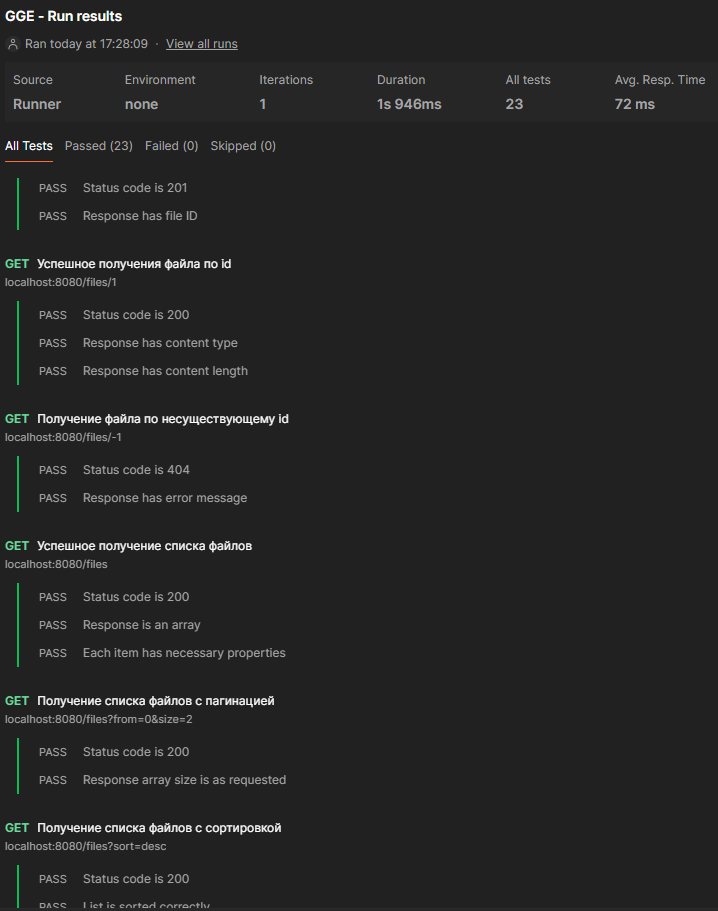 GGE - Run results
Ran today at 17:28:09 · View all runs
Source Environment Iterations Duration All tests Avg. Resp. Time
Runner none 1 1s 946ms 23 72 ms
All Tests Passed (23) Failed (0) Skipped (0)
PASS Status code is 201
PASS Response has file ID
GET Успешное получения файла по id
localhost:8080/files/1
PASS Status code is 200
PASS Response has content type
PASS Response has content length
GET Получение файла по несуществующему id
localhost:8080/files/-1
PASS Status code is 404
PASS Response has error message
GET Успешное получение списка файлов
localhost:8080/files
PASS Status code is 200
PASS Response is an array
PASS Each item has necessary properties
GET Получение списка файлов с пагинацией
localhost:8080/files?from=0&size=2
PASS Status code is 200
PASS Response array size is as requested
GET Получение списка файлов с сортировкой
localhost:8080/files?sort=desc
PASS Status code is 200
PASS List is sorted correctly